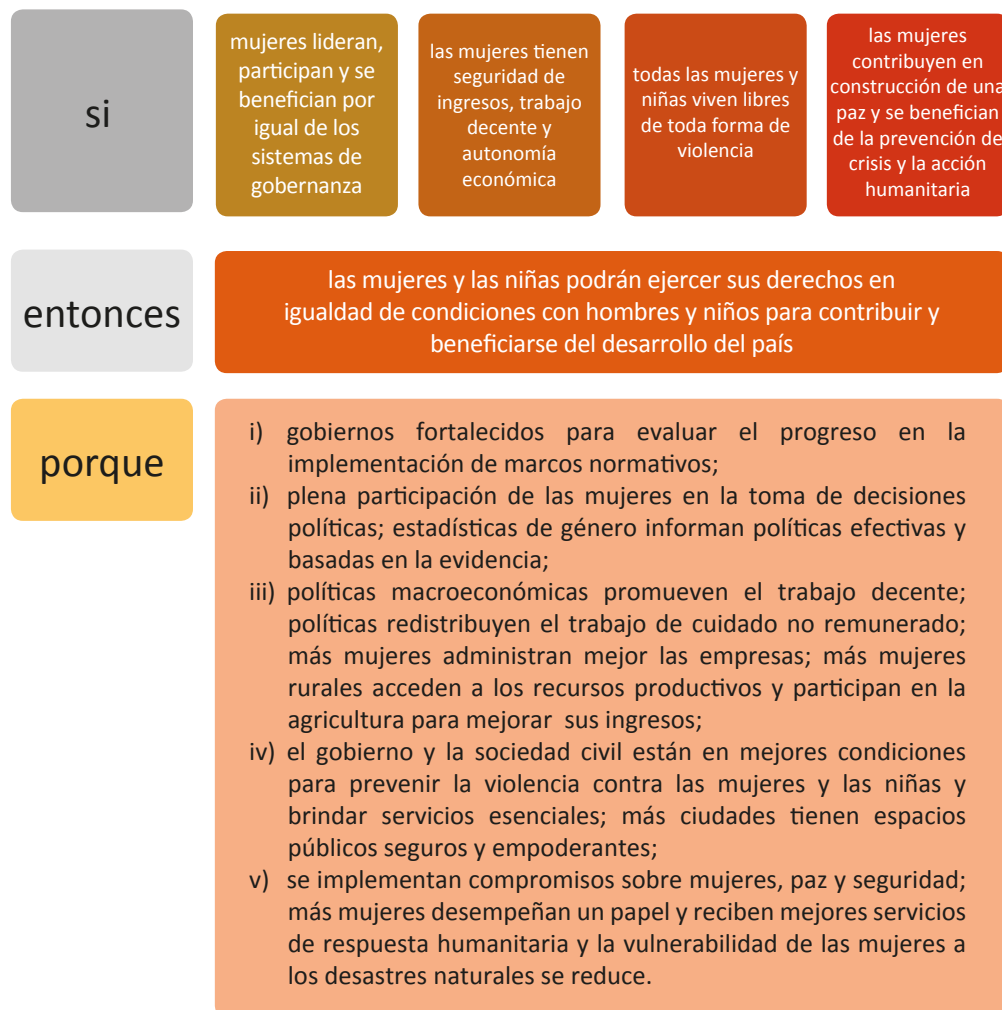 si
mujeres lideran,
participan y se
benefician por
igual de los
sistemas de
gobernanza
las mujeres tienen
seguridad de
ingresos, trabajo
decente y
autonomía
económica
todas las mujeres y
niñas viven libres
de toda forma de
violencia
las mujeres
contribuyen en
construcción de una
paz y se benefician
de la prevención de
crisis y la acción
humanitaria
entonces
las mujeres y las niñas podrán ejercer sus derechos en
igualdad de condiciones con hombres y niños para contribuir y
beneficiarse del desarrollo del país
porque
i) gobiernos fortalecidos para evaluar el progreso en la
implementación de marcos normativos;
ii) plena participación de las mujeres en la toma de decisiones
políticas; estadísticas de género informan políticas efectivas y
basadas en la evidencia;
iii) políticas macroeconómicas promueven el trabajo decente;
políticas redistribuyen el trabajo de cuidado no remunerado;
más mujeres administran mejor las empresas; más mujeres
rurales acceden a los recursos productivos y participan en la
agricultura para mejorar sus ingresos;
iv) el gobierno y la sociedad civil están en mejores condiciones
para prevenir la violencia contra las mujeres y las niñas y
brindar servicios esenciales; más ciudades tienen espacios
públicos seguros y empoderantes;
v) se implementan compromisos sobre mujeres, paz y seguridad;
más mujeres desempeñan un papel y reciben mejores servicios
de respuesta humanitaria y la vulnerabilidad de las mujeres a
los desastres naturales se reduce.